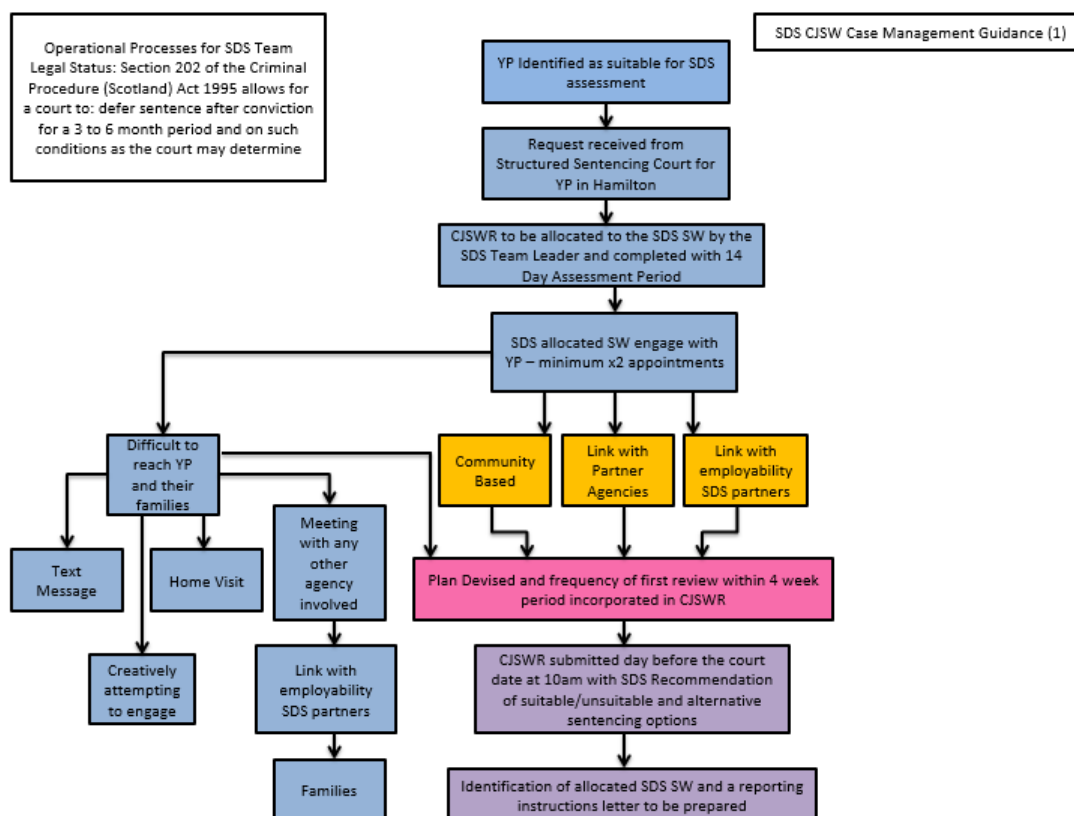 Operational Processes for SDS Team
Legal Status: Section 202 of the Criminal
Procedure (Scotland) Act 1995 allows for
a court to: defer sentence after conviction
for a 3 to 6 month period and on such
conditions as the court may determine
SDS CJSW Case Management Guidance (1)
YP Identified as suitable for SDS
assessment
Request received from
Structured Sentencing Court for
YP in Hamilton
CJSWR to be allocated to the SDS SW by the
SDS Team Leader and completed with 14
Day Assessment Period
SDS allocated SW engage with
YP – minimum x2 appointments
Difficult to
reach YP
and their
families
Community
Based
Link with
Partner
Agencies
Link with
employability
SDS partners
Text
Message
Home Visit
Meeting
with any
other
agency
involved
Plan Devised and frequency of first review within 4 week
period incorporated in CJSWR
Creatively
attempting
to engage
Link with
employability
SDS partners
CJSWR submitted day before the court
date at 10am with SDS Recommendation
of suitable/unsuitable and alternative
sentencing options
Families
Identification of allocated SDS SW and a reporting
instructions letter to be prepared